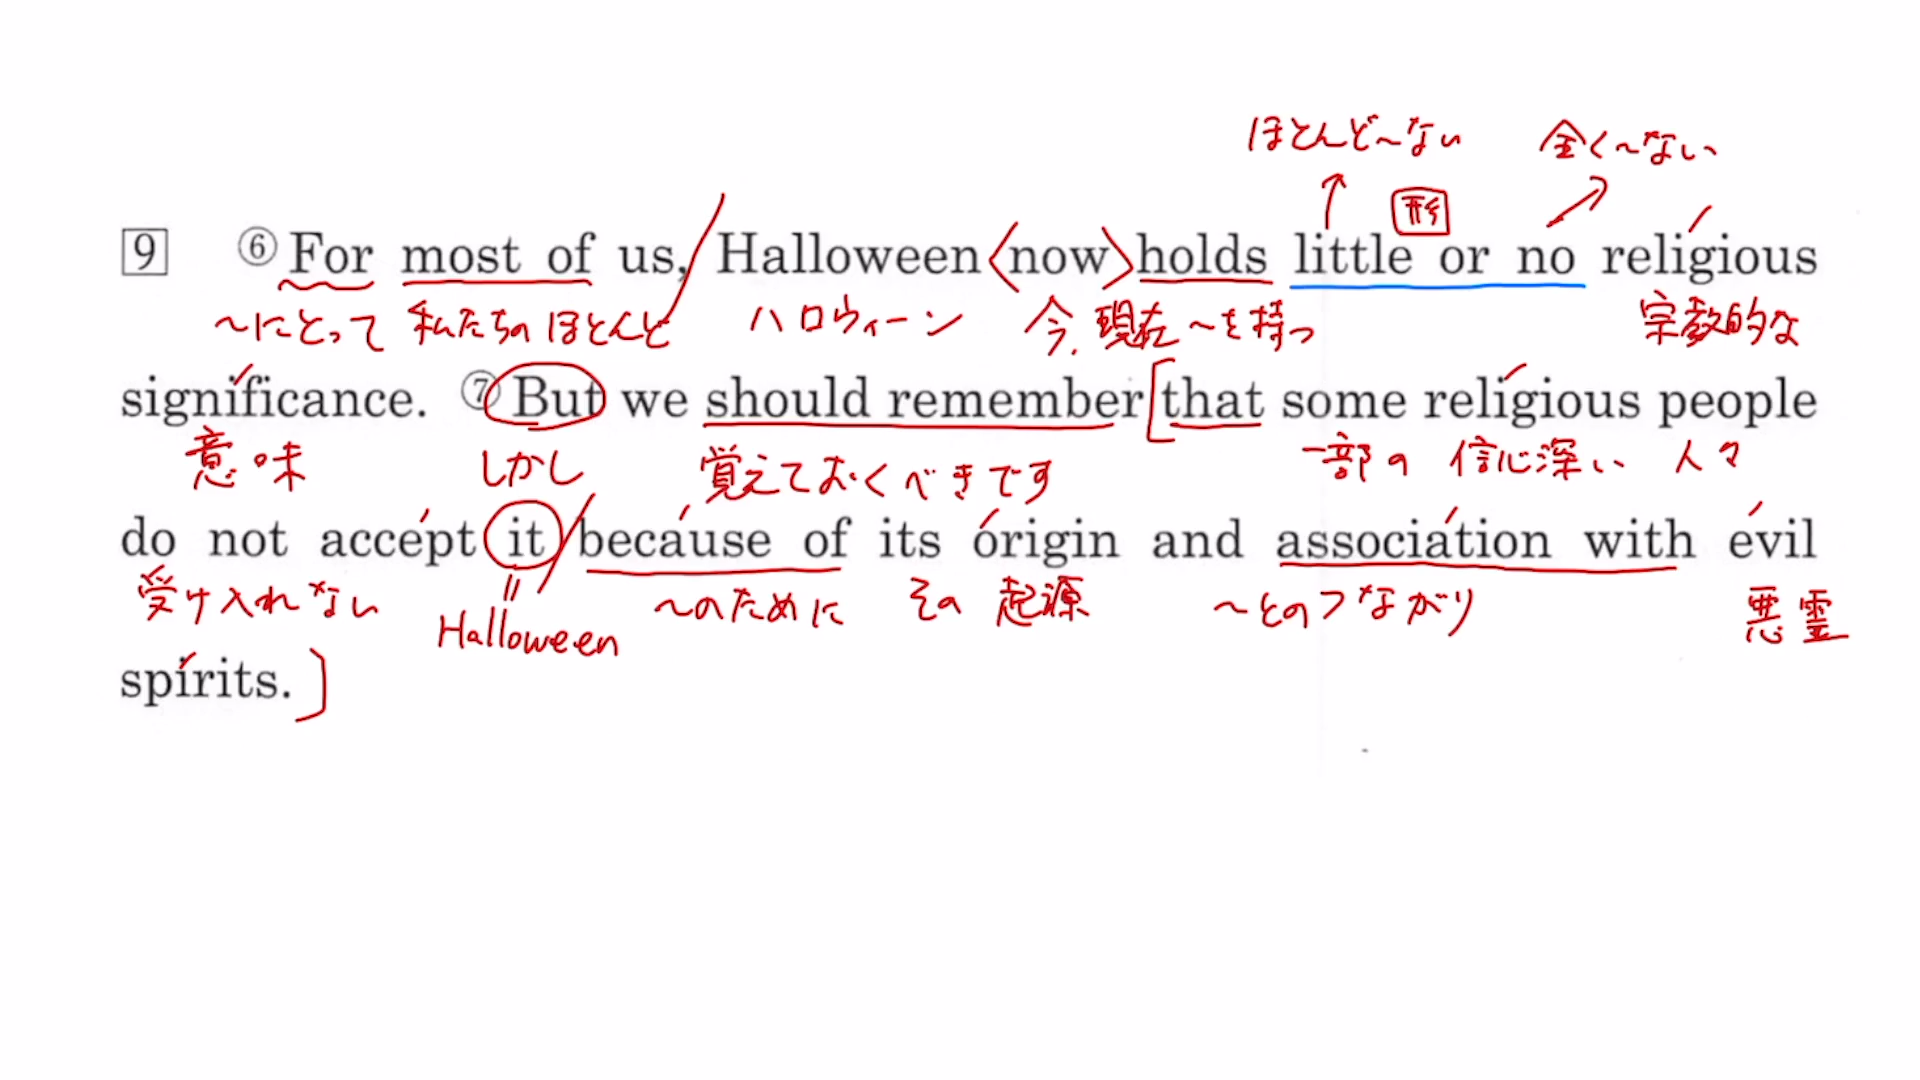 ほとんど〜ない 全く〜ない
形
9 ⑥ For most of us, Halloween now holds little or no religious
〜にとって 私たちのほとんど ハロウィーン 今,現在 〜を持つ 宗教的な
significance. ⑦ But we should remember that some religious people
意味 しかし 覚えておくべきです 一部の 信心深い 人々
do not accept it because of its origin and association with evil
受け入れない 〜のために その 起源 〜とのつながり 悪霊
Halloween
spirits.